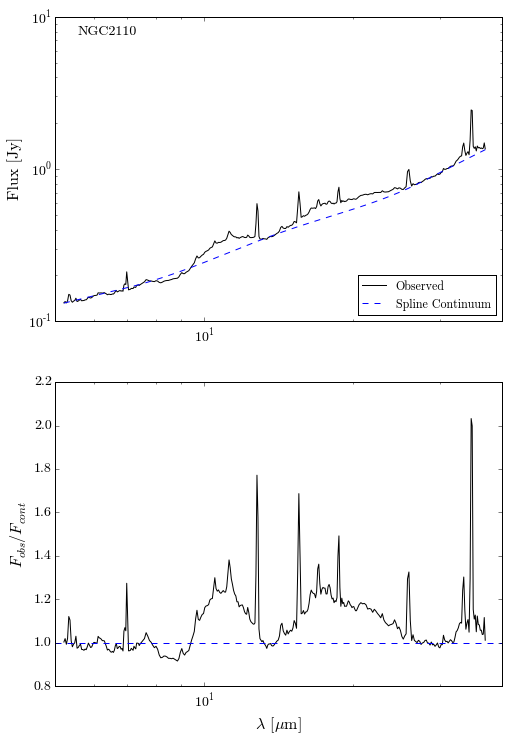 10^1
NGC2110
Flux [Jy]
10^0
Observed
Spline Continuum
10^-1
10^1
2.2
2.0
1.8
1.6
F_obs/F_cont
1.4
1.2
1.0
0.8
10^1
λ [μm]